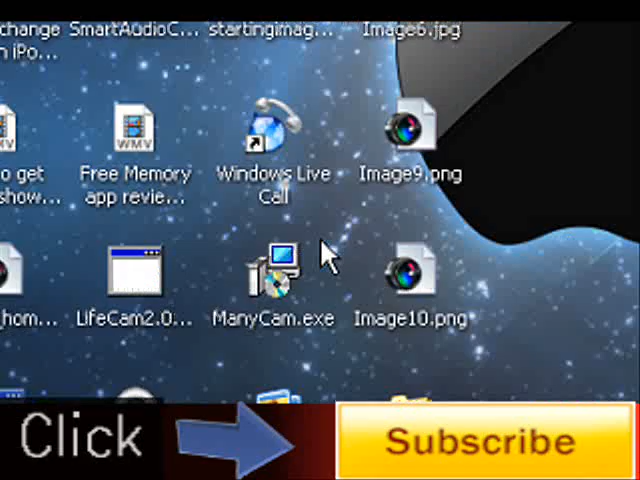 change SmartAudioC... startingimag... Image6.jpg
n iPo...
o get Free Memory Windows Live Image9.png
show... app revie... Call
_hom... LifeCam2.0... ManyCam.exe Image10.png
Click Subscribe